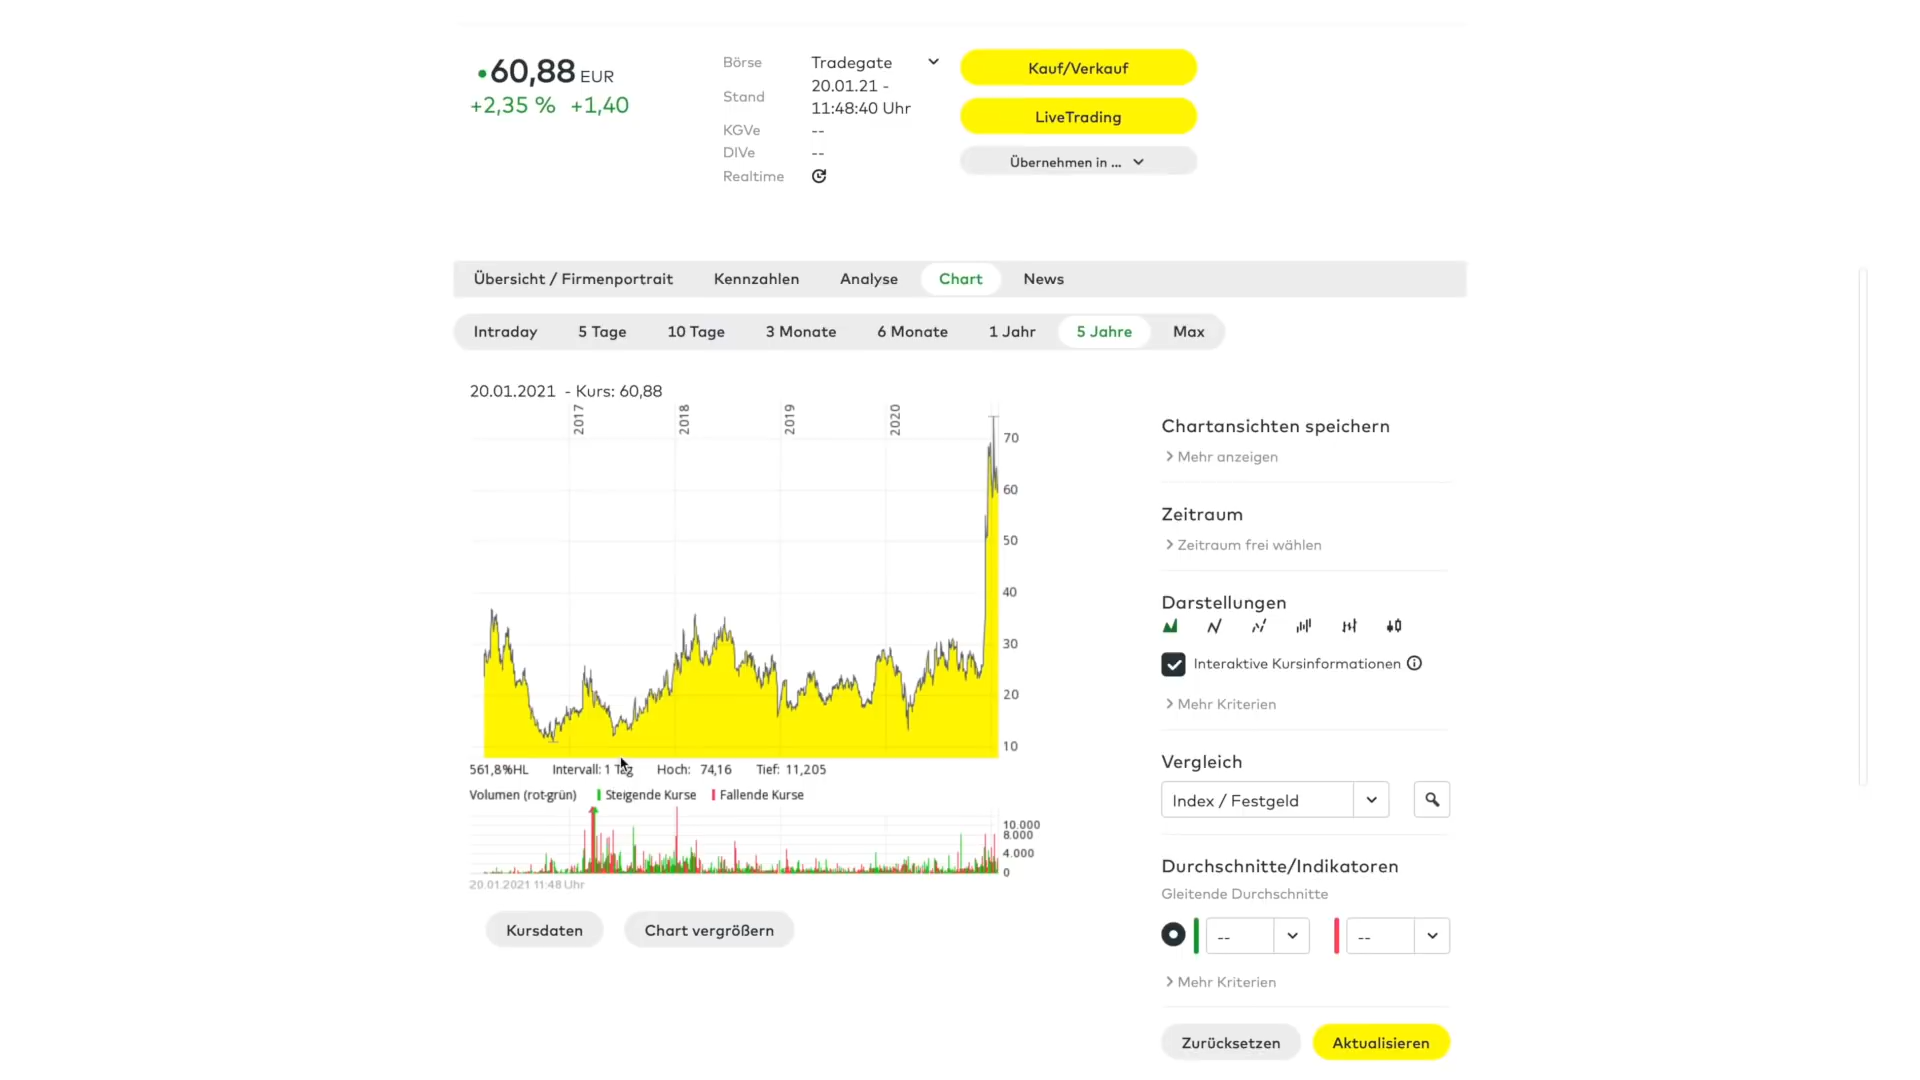 60,88 EUR
+2,35 % +1,40
Börse Tradegate
Stand 20.01.21 -
11:48:40 Uhr
KGVe --
DIVe --
Realtime
Kauf/Verkauf
LiveTrading
Übernehmen in ...
Übersicht / Firmenportrait Kennzahlen Analyse Chart News
Intraday 5 Tage 10 Tage 3 Monate 6 Monate 1 Jahr 5 Jahre Max
20.01.2021 - Kurs: 60,88
2017 2018 2019 2020
70
60
50
40
30
20
10
561,8%HL Intervall: 1 Tag Hoch: 74,16 Tief: 11,205
Volumen (rot-grün) Steigende Kurse Fallende Kurse
10.000
8.000
4.000
0
20.01.2021 11:48 Uhr
Kursdaten Chart vergrößern
Chartansichten speichern
Mehr anzeigen
Zeitraum
Zeitraum frei wählen
Darstellungen
Interaktive Kursinformationen
Mehr Kriterien
Vergleich
Index / Festgeld
Durchschnitte/Indikatoren
Gleitende Durchschnitte
-- --
Mehr Kriterien
Zurücksetzen Aktualisieren